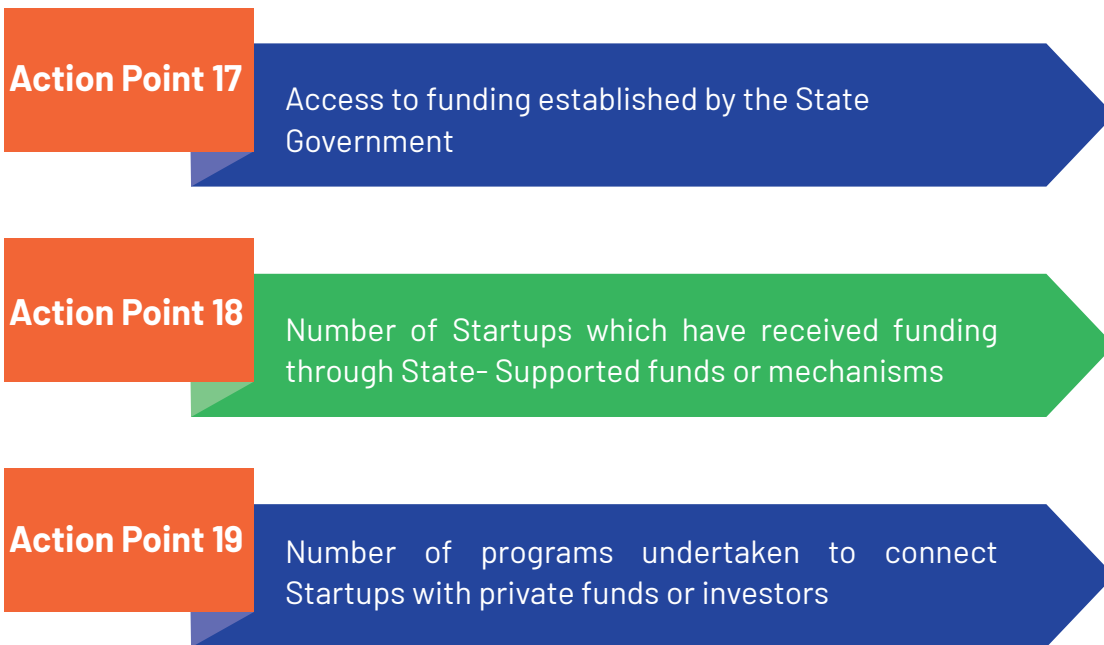 Action Point 17
Access to funding established by the State
Government
Action Point 18
Number of Startups which have received funding
through State- Supported funds or mechanisms
Action Point 19
Number of programs undertaken to connect
Startups with private funds or investors